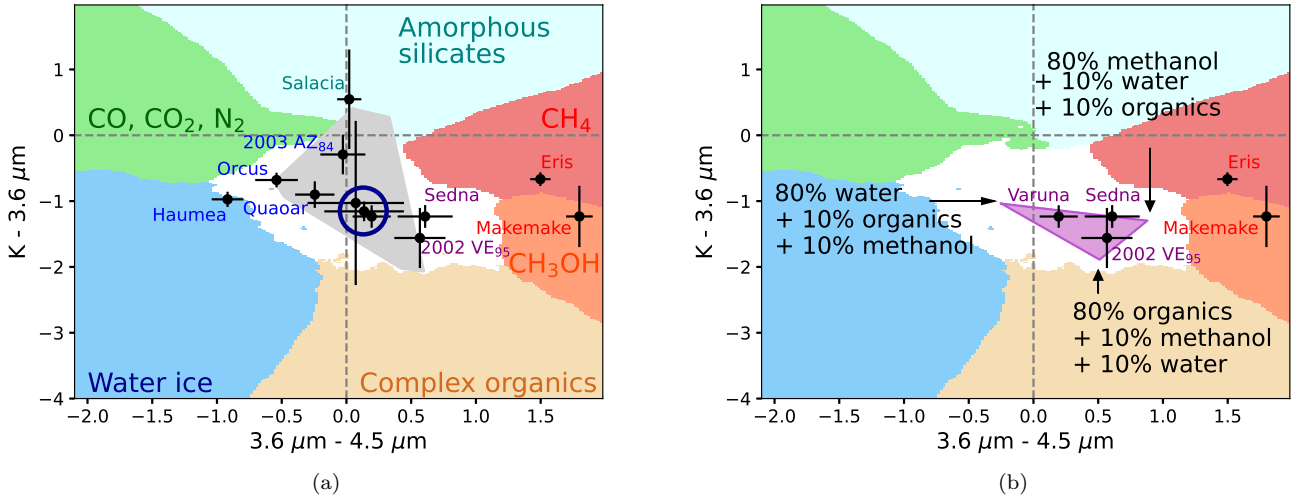 Amorphous
silicates
Salacia
CO, CO₂, N₂
CH₄
2003 AZ₈₄
Orcus
Eris
Haumea
Quaoar
Sedna
Makemake
2002 VE₉₅
CH₃OH
Water ice
Complex organics
1
0
−1
−2
−3
−4
K - 3.6 μm
−2.0 −1.5 −1.0 −0.5 0.0 0.5 1.0 1.5
3.6 μm - 4.5 μm
(a)
80% methanol
+ 10% water
+ 10% organics
80% water
+ 10% organics
+ 10% methanol
Varuna
Sedna
Eris
Makemake
2002 VE₉₅
80% organics
+ 10% methanol
+ 10% water
1
0
−1
−2
−3
−4
K - 3.6 μm
−2.0 −1.5 −1.0 −0.5 0.0 0.5 1.0 1.5
3.6 μm - 4.5 μm
(b)